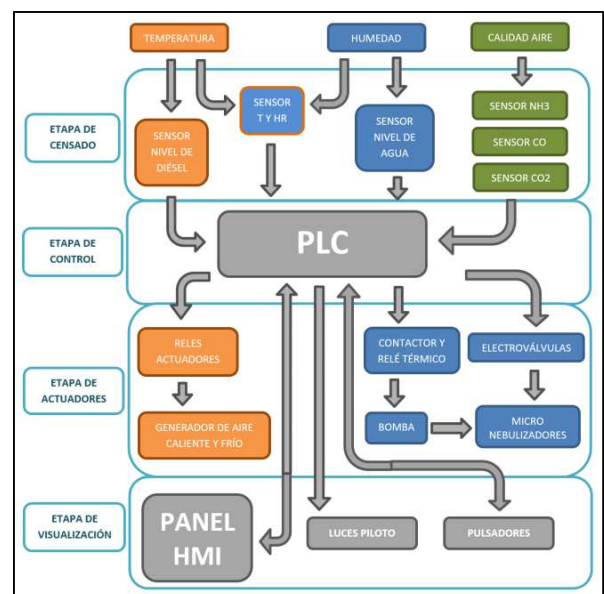 TEMPERATURA
HUMEDAD
CALIDAD AIRE
ETAPA DE
CENSADO
SENSOR
T Y HR
SENSOR
NIVEL DE
DIÉSEL
SENSOR
NIVEL DE
AGUA
SENSOR NH3
SENSOR CO
SENSOR CO2
ETAPA DE
CONTROL
PLC
ETAPA DE
ACTUADORES
RELES
ACTUADORES
CONTACTOR Y
RELÉ TÉRMICO
ELECTROVÁLVULAS
GENERADOR DE AIRE
CALIENTE Y FRÍO
BOMBA
MICRO
NEBULIZADORES
ETAPA DE
VISUALIZACIÓN
PANEL
HMI
LUCES PILOTO
PULSADORES